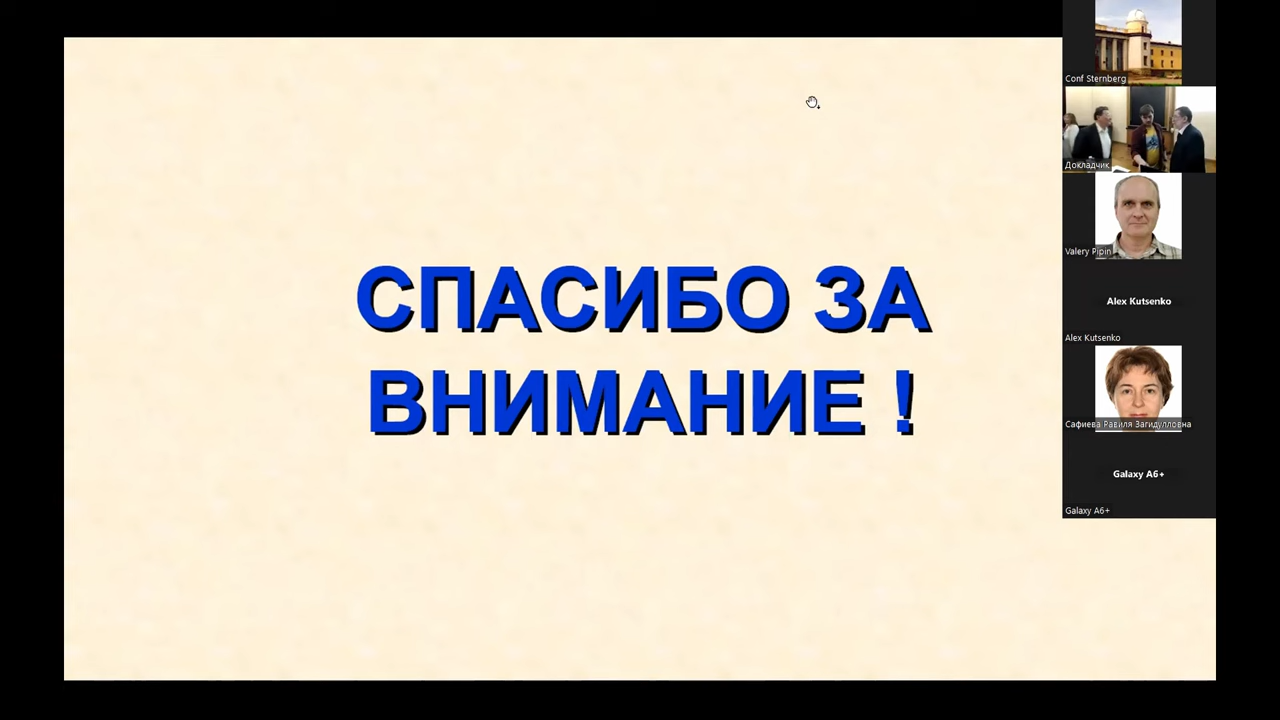 СПАСИБО ЗА
ВНИМАНИЕ !
Conf Sternberg
Докладчик
Valery Pipin
Alex Kutsenko
Alex Kutsenko
Сафиева Равиля Загидулловна
Galaxy A6+
Galaxy A6+